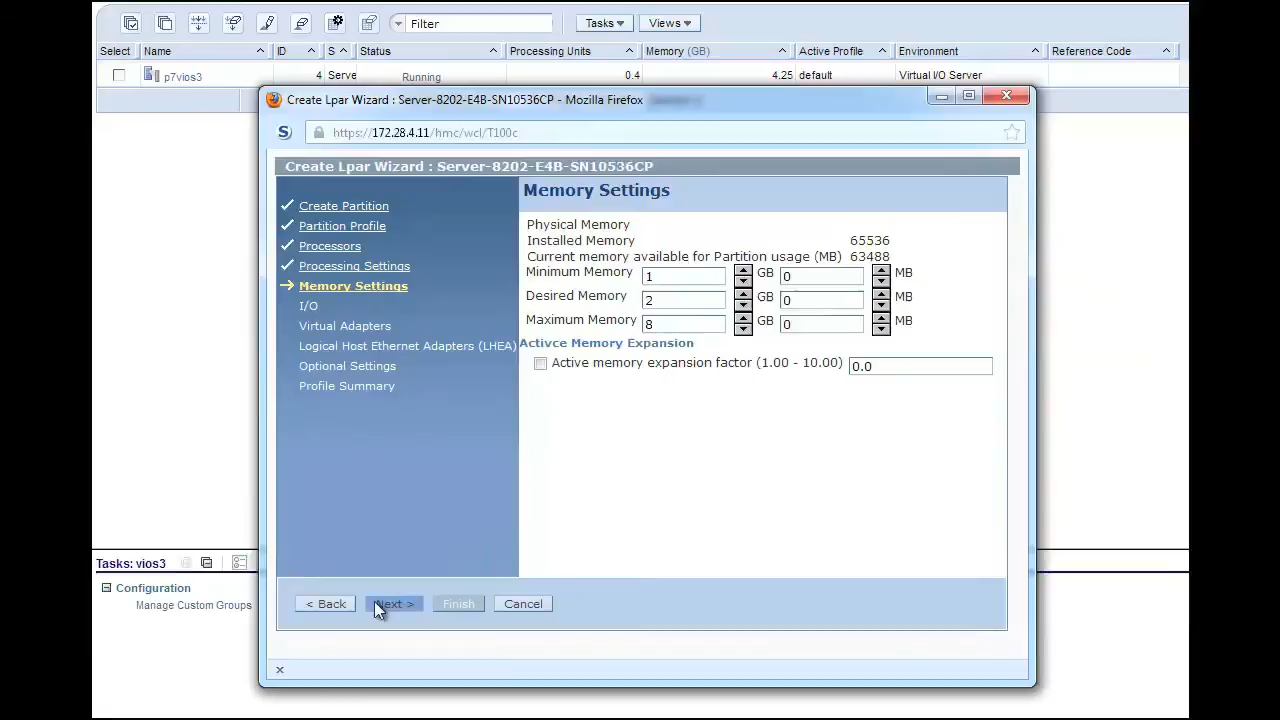 Filter
Tasks
Views
Select Name ID S Status Processing Units Memory (GB) Active Profile Environment Reference Code
p7vios3 4 Serve Running 0.4 4.25 default Virtual I/O Server
Create Lpar Wizard : Server-8202-E4B-SN10536CP - Mozilla Firefox
S https://172.28.4.11/hmc/wcl/T100c
Create Lpar Wizard : Server-8202-E4B-SN10536CP
Create Partition
Partition Profile
Processors
Processing Settings
Memory Settings
I/O
Virtual Adapters
Logical Host Ethernet Adapters (LHEA)
Optional Settings
Profile Summary
Memory Settings
Physical Memory
Installed Memory 65536
Current memory available for Partition usage (MB) 63488
Minimum Memory 1 GB 0 MB
Desired Memory 2 GB 0 MB
Maximum Memory 8 GB 0 MB
Activce Memory Expansion
Active memory expansion factor (1.00 - 10.00) 0.0
< Back Next > Finish Cancel
x
Tasks: vios3
Configuration
Manage Custom Groups